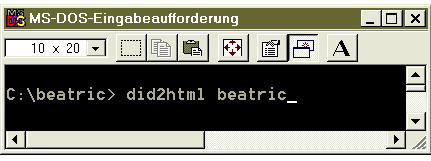 MS-DOS-Eingabeaufforderung
10 x 20
A
C:\beatric> did2html beatric_